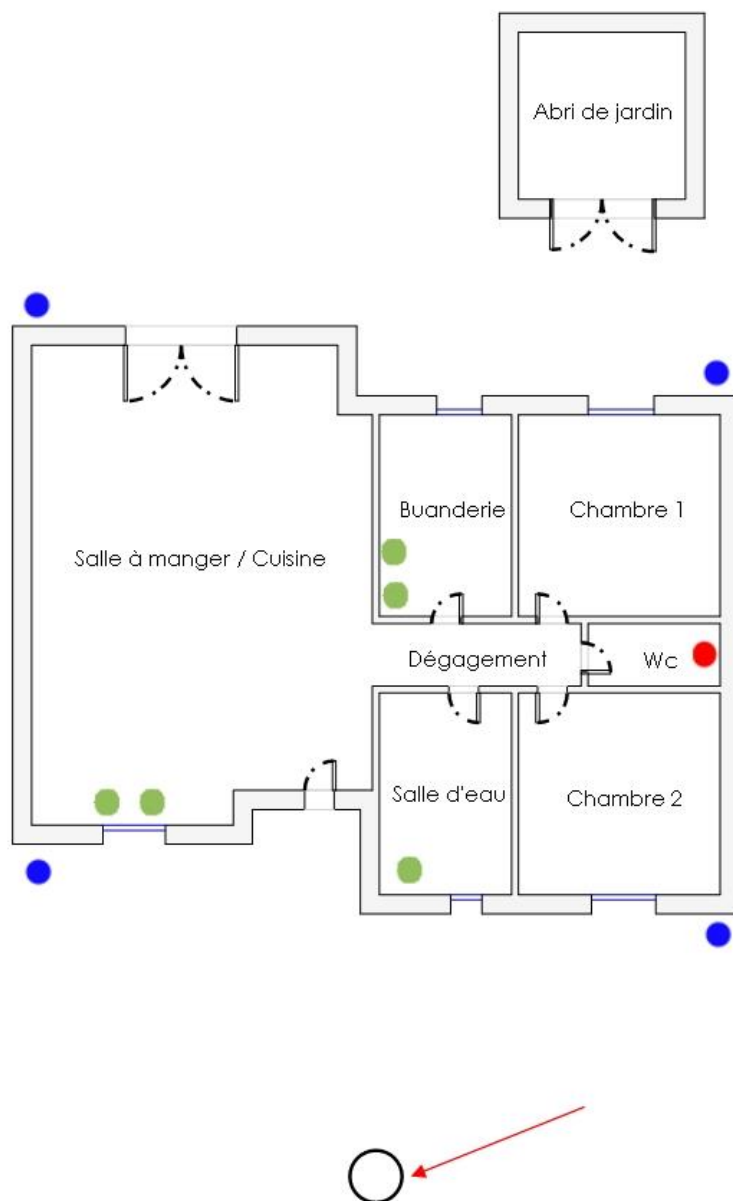 Abri de jardin
Buanderie
Chambre 1
Salle à manger / Cuisine
Dégagement
Wc
Salle d'eau
Chambre 2